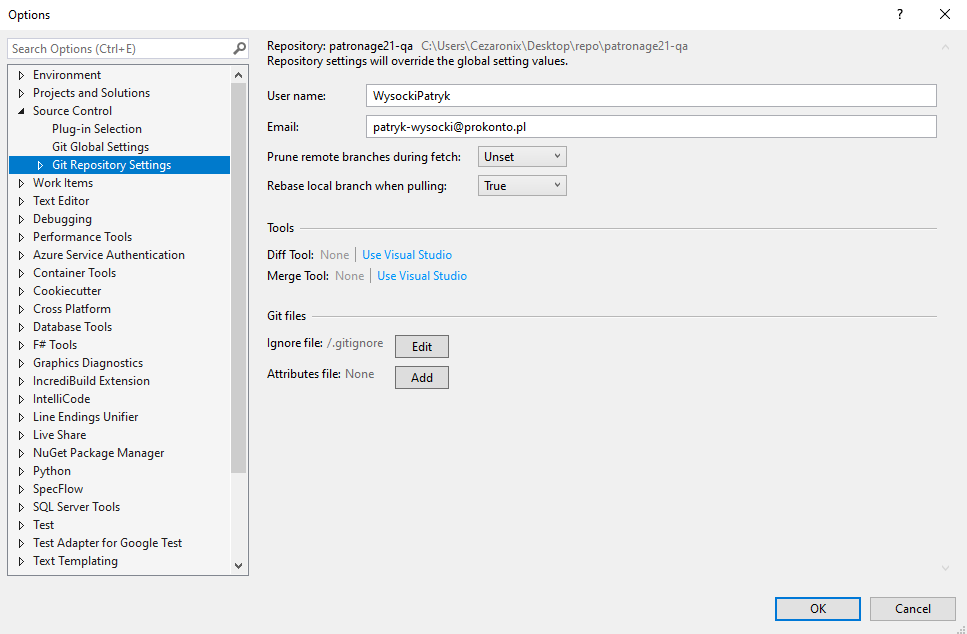 Options
Search Options (Ctrl+E)
Environment
Projects and Solutions
Source Control
Plug-in Selection
Git Global Settings
Git Repository Settings
Work Items
Text Editor
Debugging
Performance Tools
Azure Service Authentication
Container Tools
Cookiecutter
Cross Platform
Database Tools
F# Tools
Graphics Diagnostics
IncrediBuild Extension
IntelliCode
Line Endings Unifier
Live Share
NuGet Package Manager
Python
SpecFlow
SQL Server Tools
Test
Test Adapter for Google Test
Text Templating
Repository: patronage21-qa C:\Users\Cezaronix\Desktop\repo\patronage21-qa
Repository settings will override the global setting values.
User name: WysockiPatryk
Email: patryk-wysocki@prokonto.pl
Prune remote branches during fetch: Unset
Rebase local branch when pulling: True
Tools
Diff Tool: None | Use Visual Studio
Merge Tool: None | Use Visual Studio
Git files
Ignore file: /.gitignore Edit
Attributes file: None Add
OK Cancel